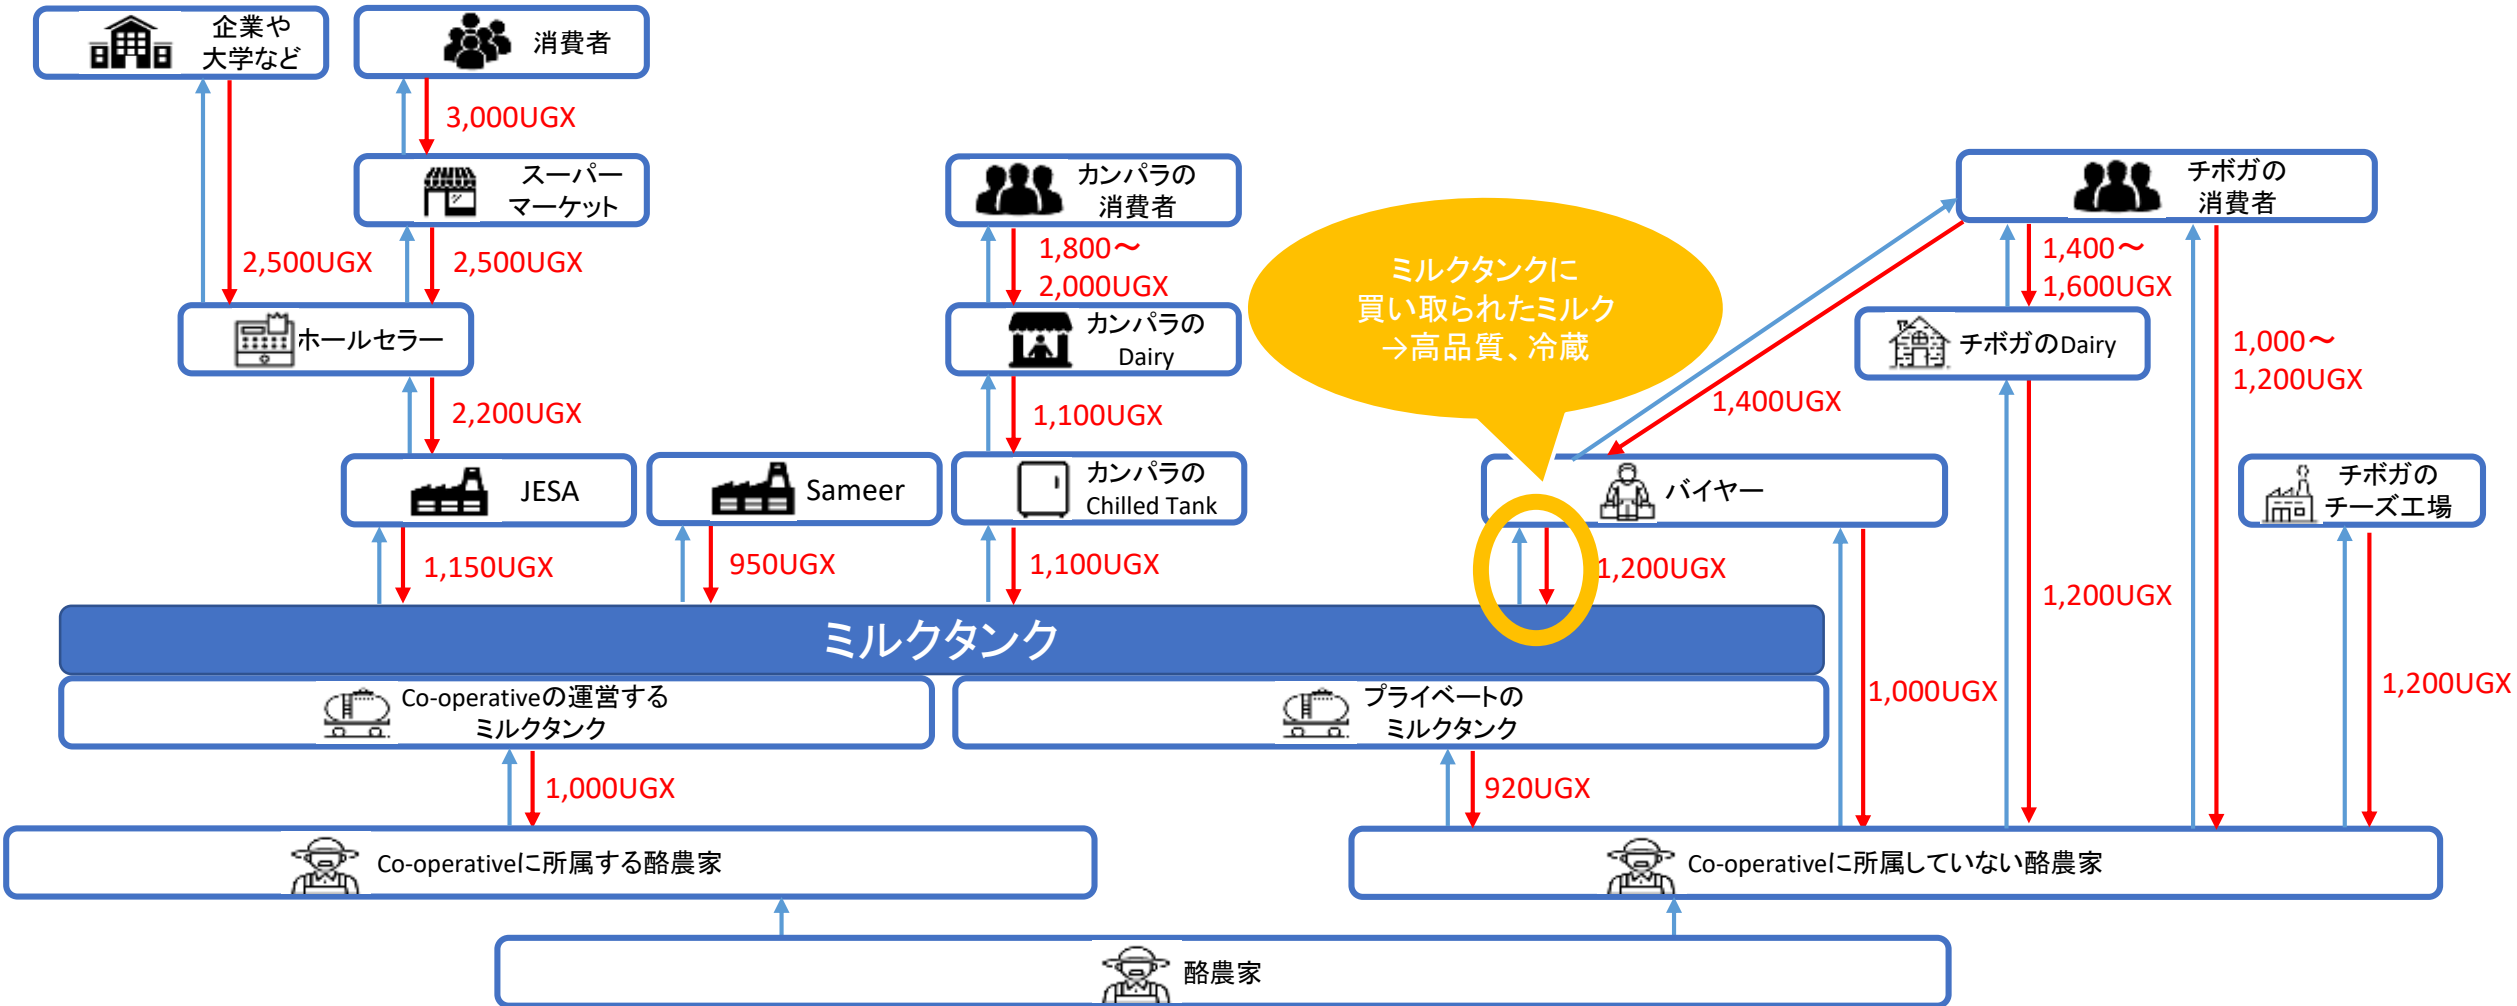 企業や
大学など
消費者
3,000UGX
スーパー
マーケット
カンパラの
消費者
チボガの
消費者
2,500UGX
2,500UGX
1,800～
2,000UGX
ミルクタンクに
買い取られたミルク
→高品質、冷蔵
1,400～
1,600UGX
ホールセラー
カンパラの
Dairy
チボガのDairy
1,000～
1,200UGX
2,200UGX
1,100UGX
1,400UGX
JESA
Sameer
カンパラの
Chilled Tank
バイヤー
チボガの
チーズ工場
1,150UGX
950UGX
1,100UGX
1,200UGX
1,200UGX
ミルクタンク
Co-operativeの運営する
ミルクタンク
プライベートの
ミルクタンク
1,000UGX
1,200UGX
1,000UGX
920UGX
Co-operativeに所属する酪農家
Co-operativeに所属していない酪農家
酪農家